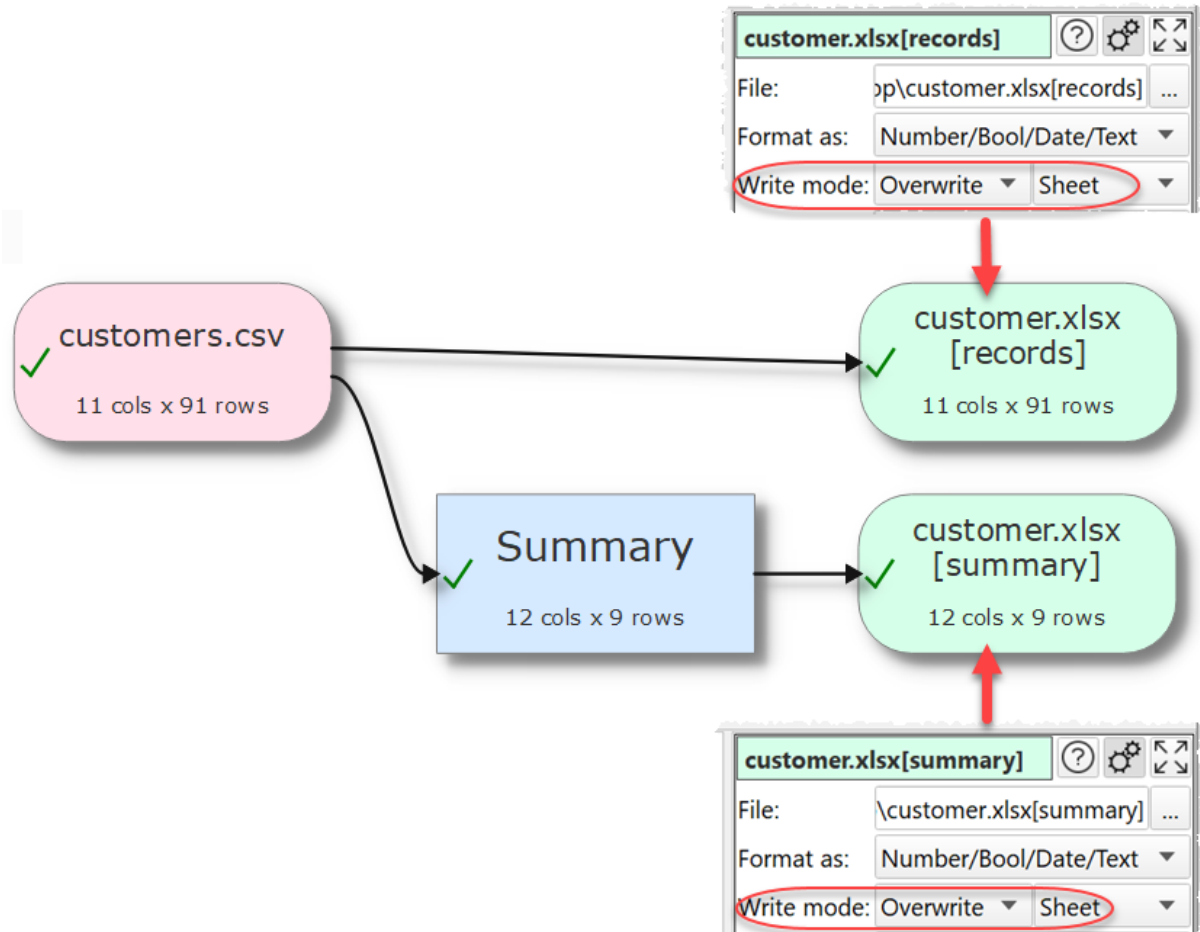 customer.xlsx[records]
File: op\customer.xlsx[records] ...
Format as: Number/Bool/Date/Text
Write mode: Overwrite Sheet
customers.csv
11 cols x 91 rows
customer.xlsx
[records]
11 cols x 91 rows
Summary
12 cols x 9 rows
customer.xlsx
[summary]
12 cols x 9 rows
customer.xlsx[summary]
File: \customer.xlsx[summary] ...
Format as: Number/Bool/Date/Text
Write mode: Overwrite Sheet